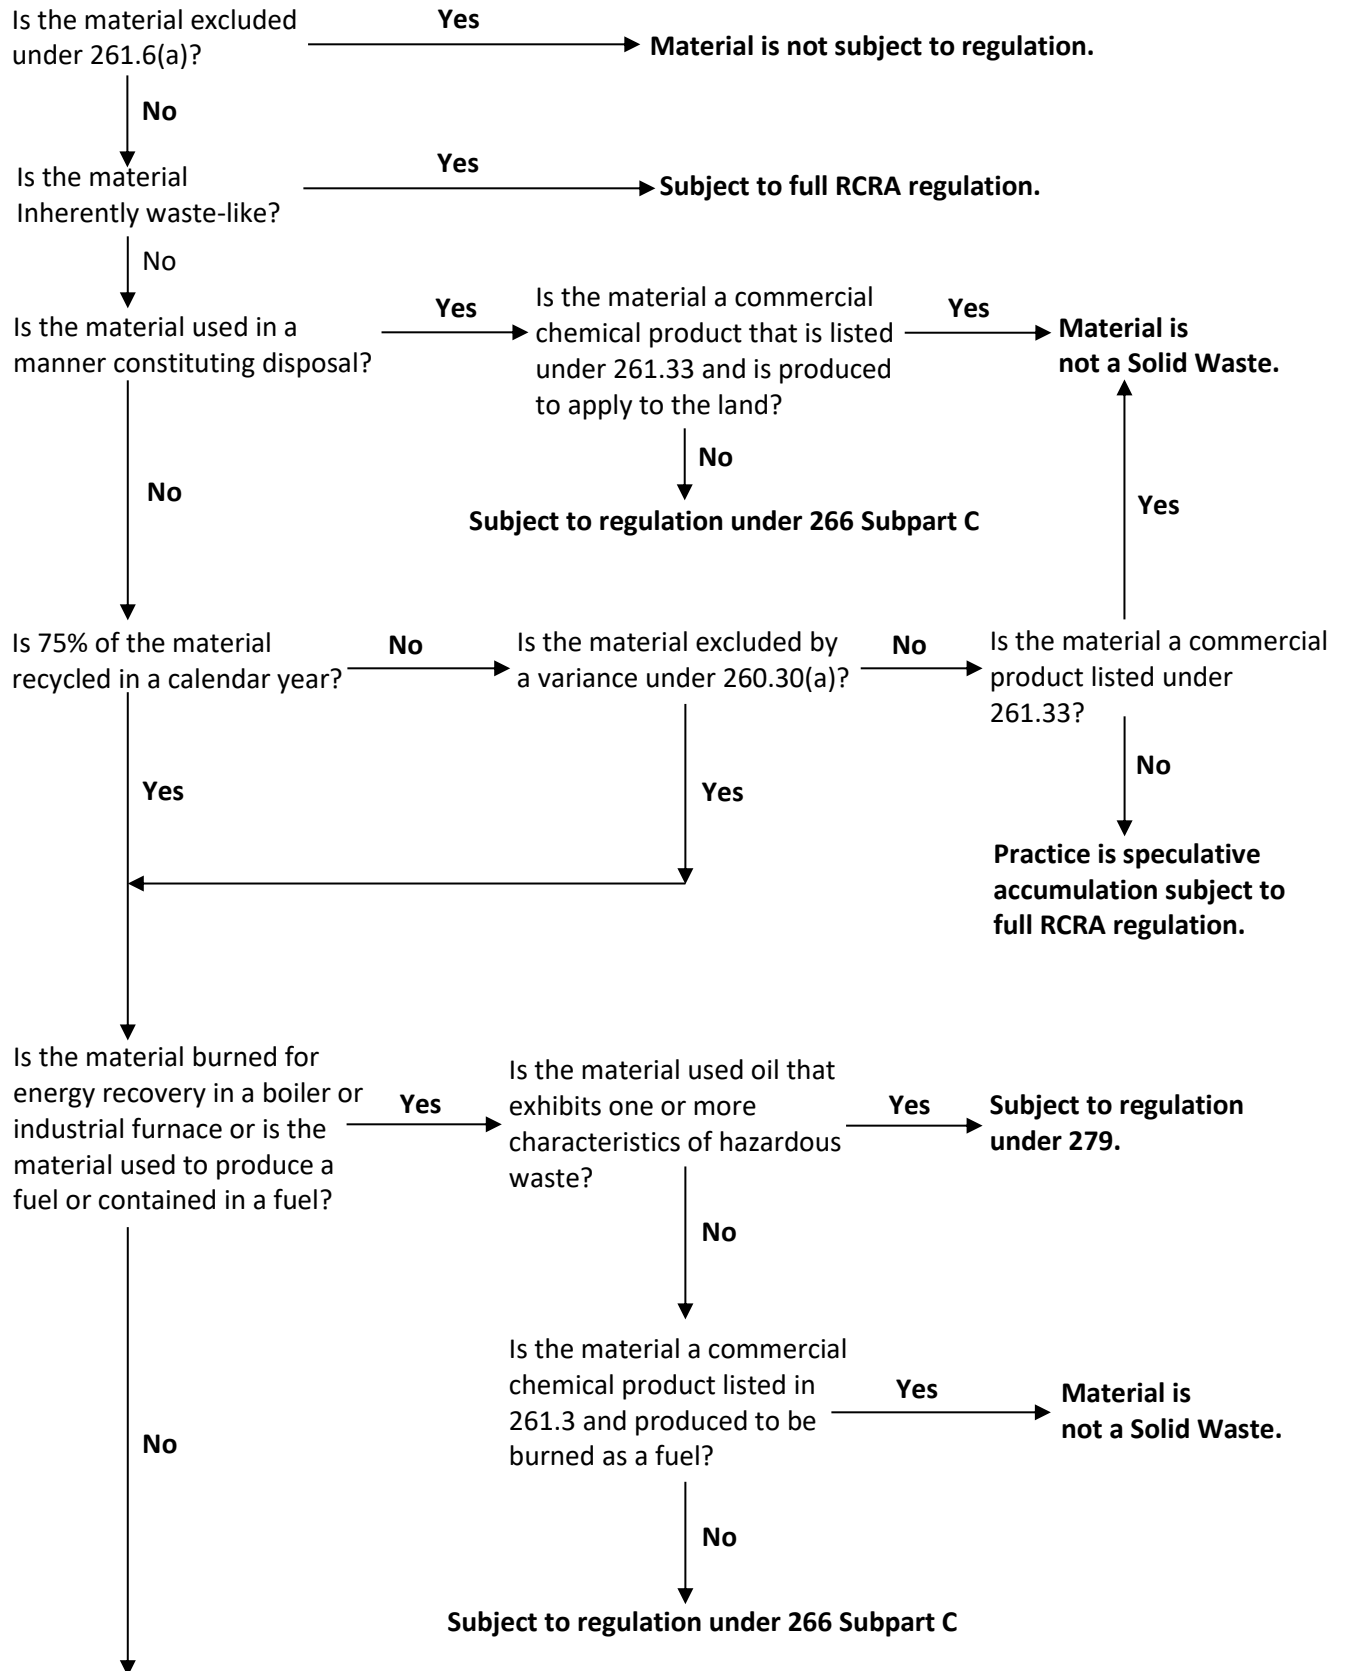 Is the material excluded
under 261.6(a)?
Yes
Material is not subject to regulation.
No
Is the material
Inherently waste-like?
Yes
Subject to full RCRA regulation.
No
Is the material used in a
manner constituting disposal?
Yes
Is the material a commercial
chemical product that is listed
under 261.33 and is produced
to apply to the land?
Yes
Material is
not a Solid Waste.
No
Subject to regulation under 266 Subpart C
No
Yes
Is 75% of the material
recycled in a calendar year?
No
Is the material excluded by
a variance under 260.30(a)?
No
Is the material a commercial
product listed under
261.33?
Yes
Yes
No
Practice is speculative
accumulation subject to
full RCRA regulation.
Is the material burned for
energy recovery in a boiler or
industrial furnace or is the
material used to produce a
fuel or contained in a fuel?
Yes
Is the material used oil that
exhibits one or more
characteristics of hazardous
waste?
Yes
Subject to regulation
under 279.
No
Is the material a commercial
chemical product listed in
261.3 and produced to be
burned as a fuel?
Yes
Material is
not a Solid Waste.
No
No
Subject to regulation under 266 Subpart C